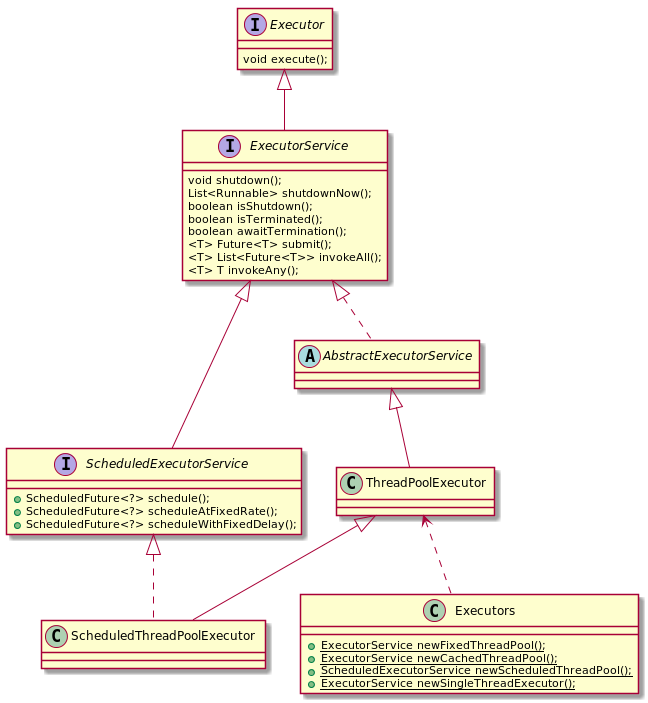 I Executor
void execute();
I ExecutorService
void shutdown();
List<Runnable> shutdownNow();
boolean isShutdown();
boolean isTerminated();
boolean awaitTermination();
<T> Future<T> submit();
<T> List<Future<T>> invokeAll();
<T> T invokeAny();
A AbstractExecutorService
I ScheduledExecutorService
ScheduledFuture<?> schedule();
ScheduledFuture<?> scheduleAtFixedRate();
ScheduledFuture<?> scheduleWithFixedDelay();
C ThreadPoolExecutor
C ScheduledThreadPoolExecutor
C Executors
ExecutorService newFixedThreadPool();
ExecutorService newCachedThreadPool();
ScheduledExecutorService newScheduledThreadPool();
ExecutorService newSingleThreadExecutor();